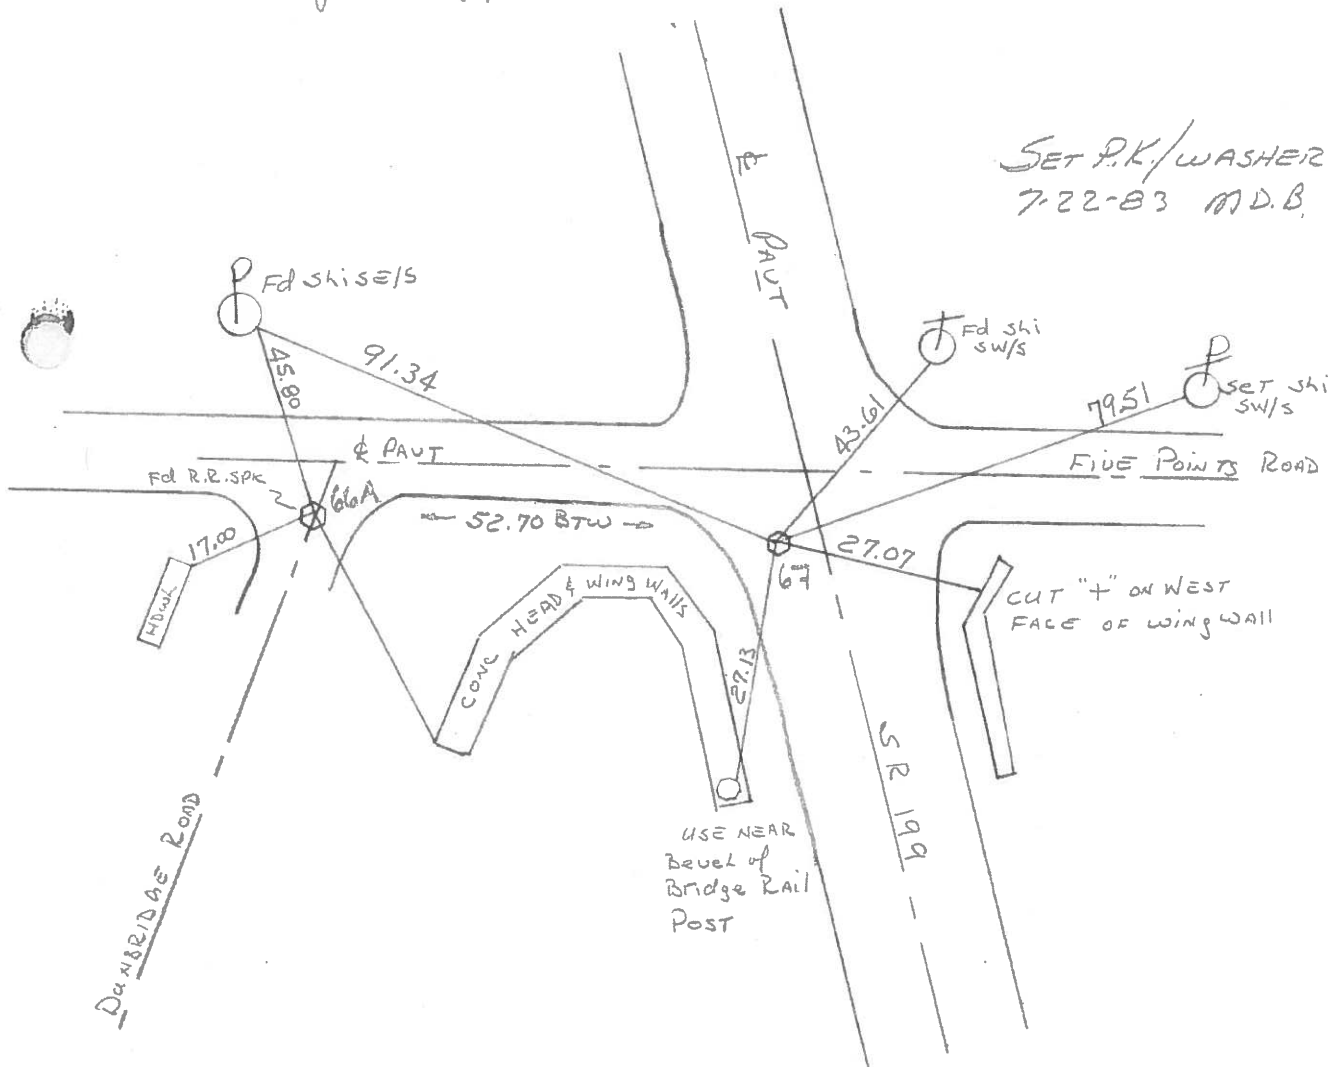 SET P.K./WASHER
7-22-83 M.D.B.
℄ PAVT
P
Fd shi SE/S
45.80
91.34
Fd shi
SW/S
43.61
P
SET shi
SW/S
79.51
℄ PAVT
FIVE POINTS ROAD
Fd R.R. SPK
66A
17.00
HDWL
52.70 BTW
67
27.07
CUT "+" ON WEST
FACE OF WING WALL
CONC HEAD & WING WALLS
27.13
USE NEAR
Bevel of
Bridge Rail
POST
SR 199
DUNBRIDGE ROAD